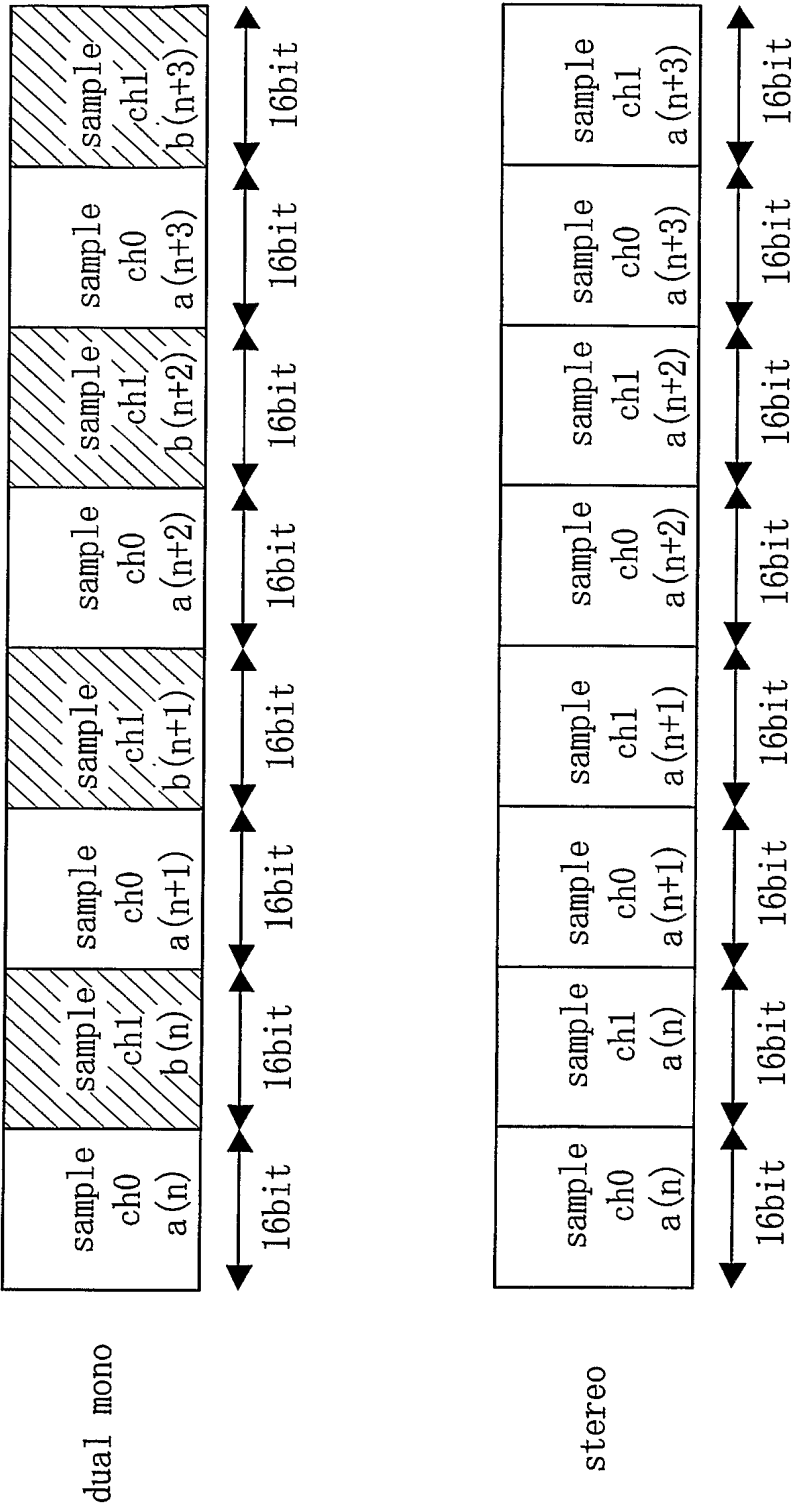 dual mono
sample
ch0
a(n)
sample
ch1
b(n)
sample
ch0
a(n+1)
sample
ch1
b(n+1)
sample
ch0
a(n+2)
sample
ch1
b(n+2)
sample
ch0
a(n+3)
sample
ch1
b(n+3)
16bit
16bit
16bit
16bit
16bit
16bit
16bit
16bit
stereo
sample
ch0
a(n)
sample
ch1
a(n)
sample
ch0
a(n+1)
sample
ch1
a(n+1)
sample
ch0
a(n+2)
sample
ch1
a(n+2)
sample
ch0
a(n+3)
sample
ch1
a(n+3)
16bit
16bit
16bit
16bit
16bit
16bit
16bit
16bit